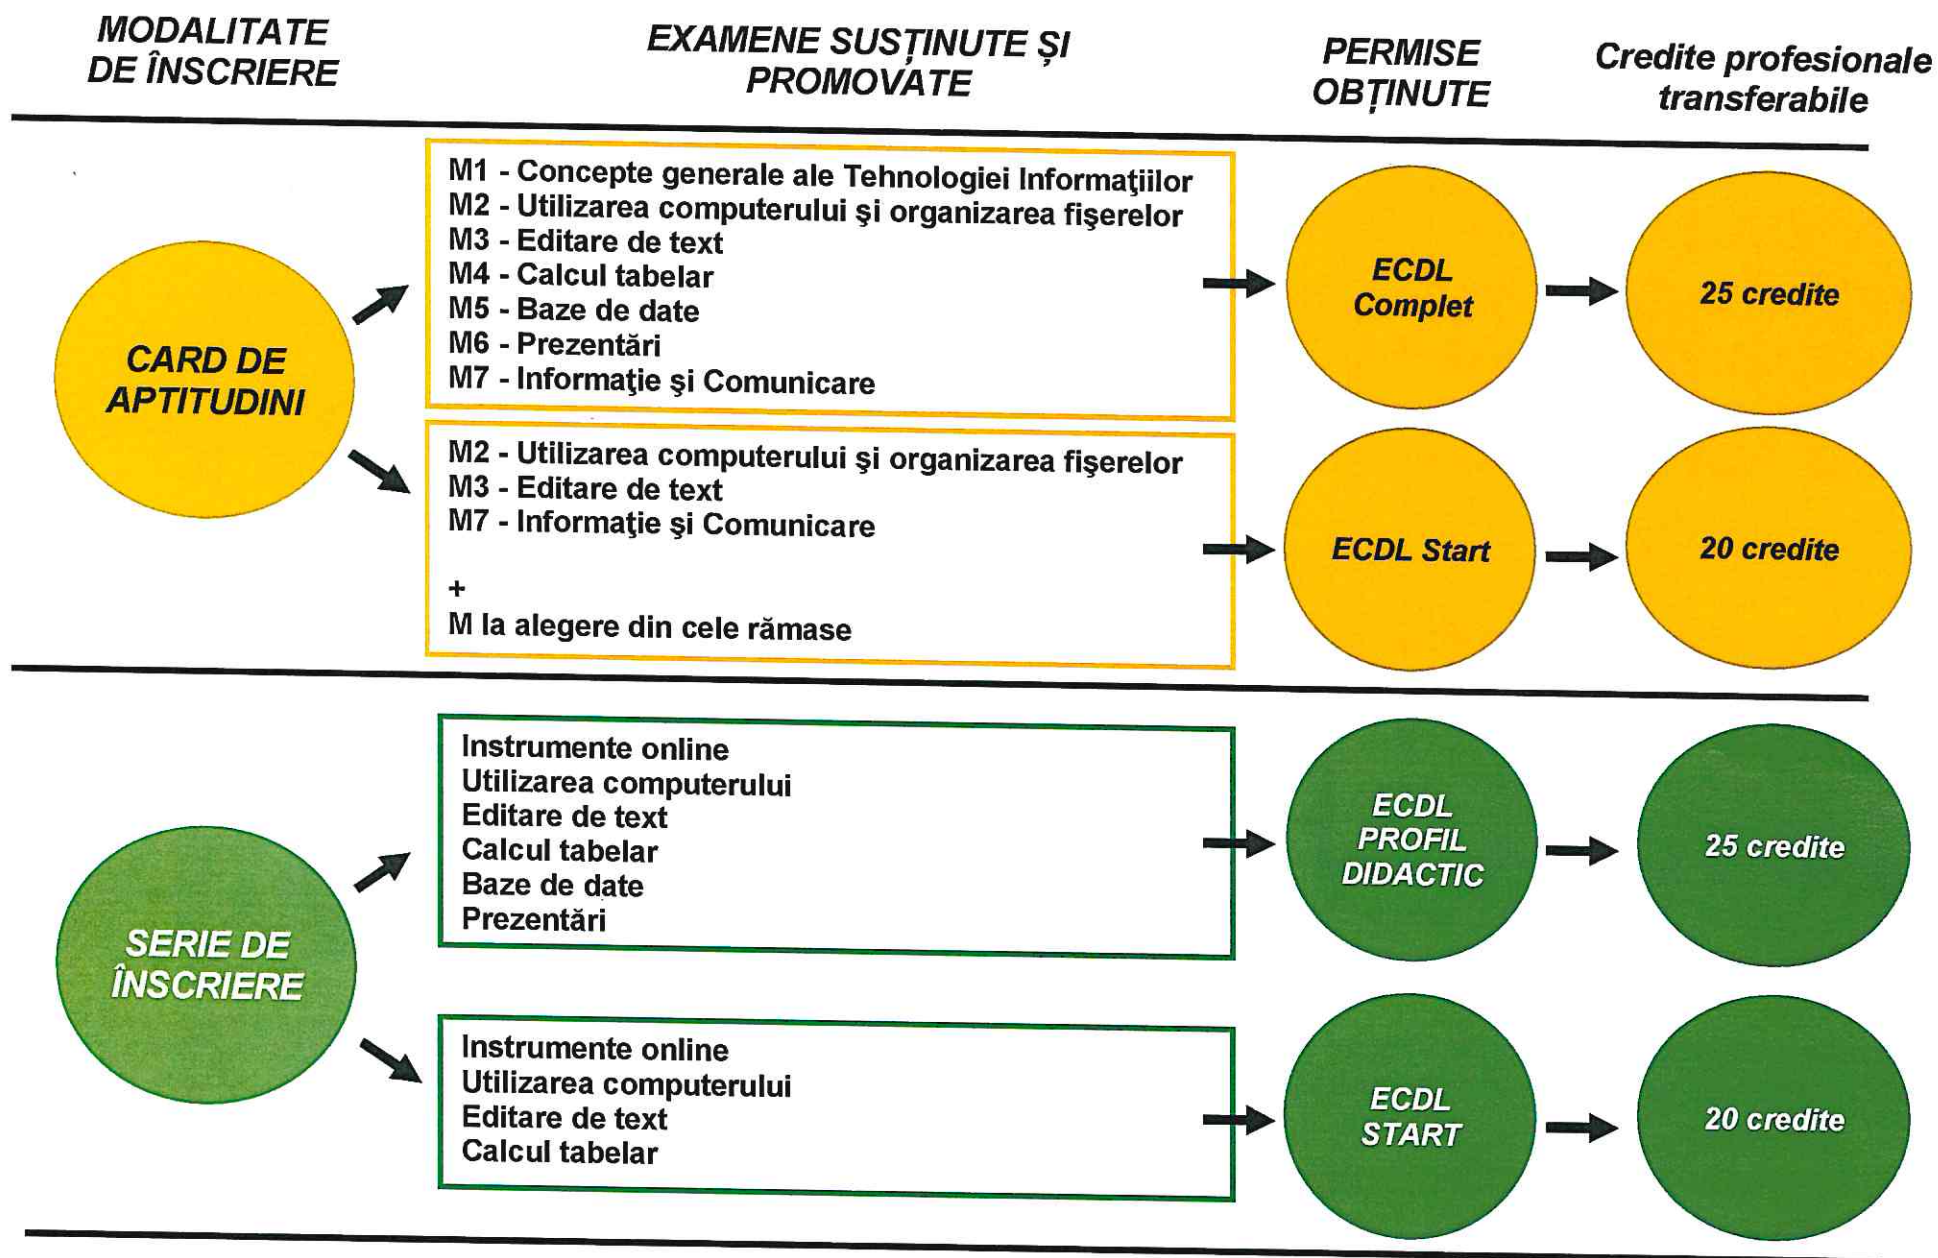 MODALITATE
DE ÎNSCRIERE
EXAMENE SUSȚINUTE ȘI
PROMOVATE
PERMISE
OBȚINUTE
Credite profesionale
transferabile
CARD DE
APTITUDINI
M1 - Concepte generale ale Tehnologiei Informaţiilor
M2 - Utilizarea computerului şi organizarea fişerelor
M3 - Editare de text
M4 - Calcul tabelar
M5 - Baze de date
M6 - Prezentări
M7 - Informaţie şi Comunicare
ECDL
Complet
25 credite
M2 - Utilizarea computerului şi organizarea fişerelor
M3 - Editare de text
M7 - Informaţie şi Comunicare
+
M la alegere din cele rămase
ECDL Start
20 credite
SERIE DE
ÎNSCRIERE
Instrumente online
Utilizarea computerului
Editare de text
Calcul tabelar
Baze de date
Prezentări
ECDL
PROFIL
DIDACTIC
25 credite
Instrumente online
Utilizarea computerului
Editare de text
Calcul tabelar
ECDL
START
20 credite